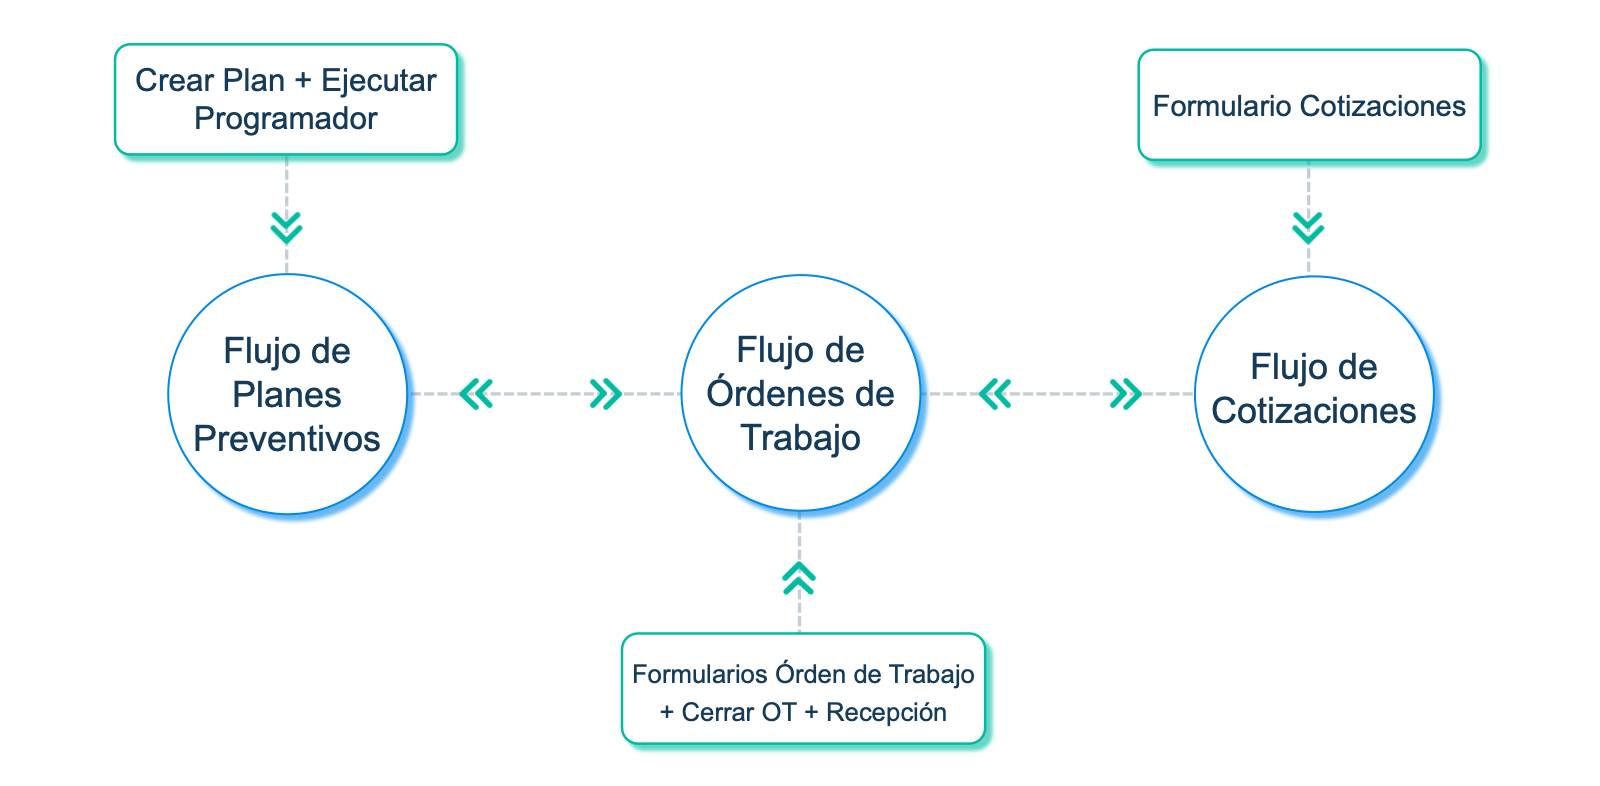 Crear Plan + Ejecutar
Programador
Formulario Cotizaciones
Flujo de
Planes
Preventivos
Flujo de
Órdenes de
Trabajo
Flujo de
Cotizaciones
Formularios Órden de Trabajo
+ Cerrar OT + Recepción